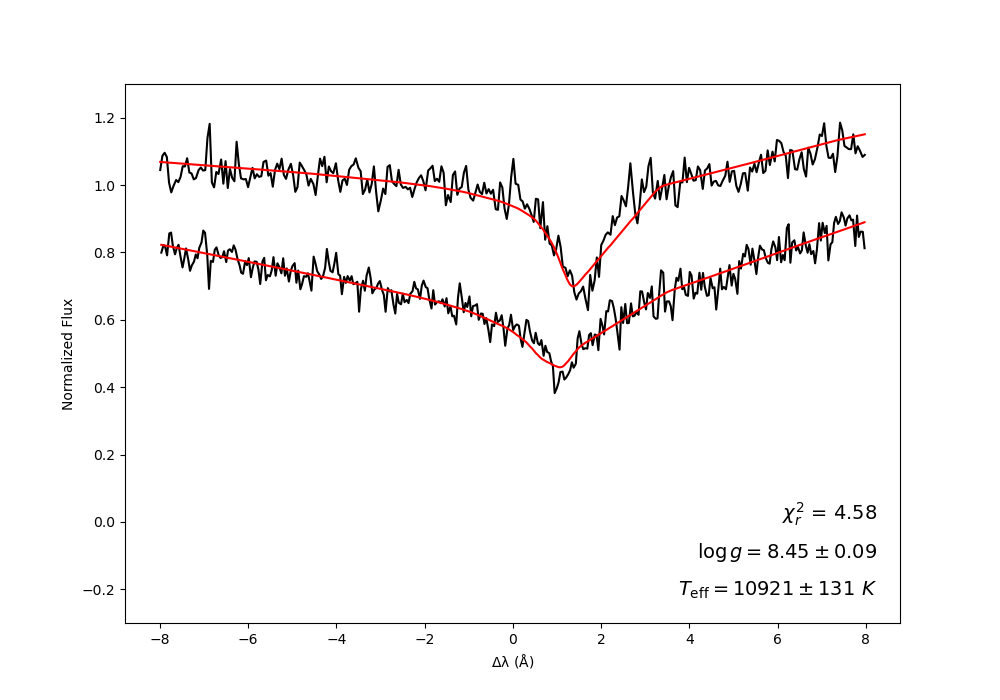 1.2
1.0
0.8
0.6
0.4
0.2
0.0
−0.2
Normalized Flux
χ²ᵣ = 4.58
log g = 8.45 ± 0.09
T_eff = 10921 ± 131 K
−8 −6 −4 −2 0 2 4 6 8
Δλ (Å)